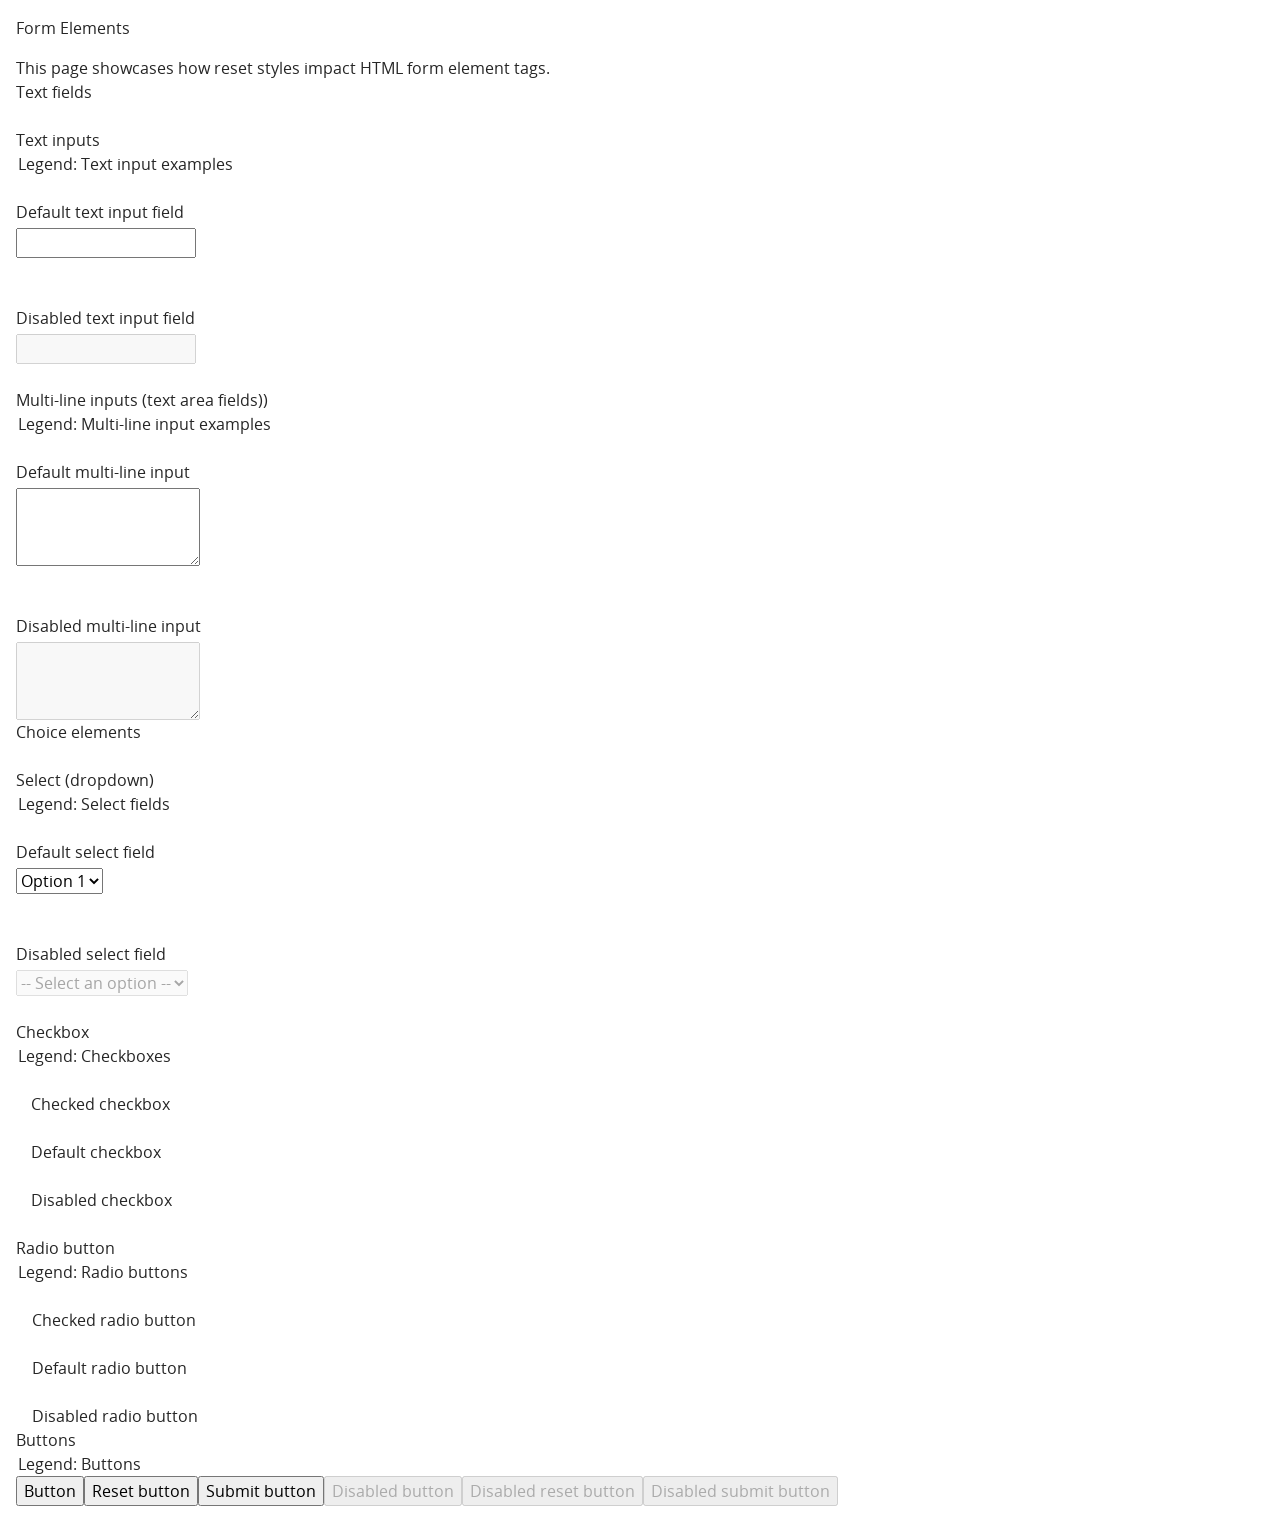 Form Elements
This page showcases how reset styles impact HTML form element tags.
Text fields
Text inputs
Legend: Text input examples
Default text input field
Disabled text input field
Multi-line inputs (text area fields))
Legend: Multi-line input examples
Default multi-line input
Disabled multi-line input
Choice elements
Select (dropdown)
Legend: Select fields
Default select field
Option 1
Disabled select field
-- Select an option --
Checkbox
Legend: Checkboxes
Checked checkbox
Default checkbox
Disabled checkbox
Radio button
Legend: Radio buttons
Checked radio button
Default radio button
Disabled radio button
Buttons
Legend: Buttons
Button Reset button Submit button Disabled button Disabled reset button Disabled submit button